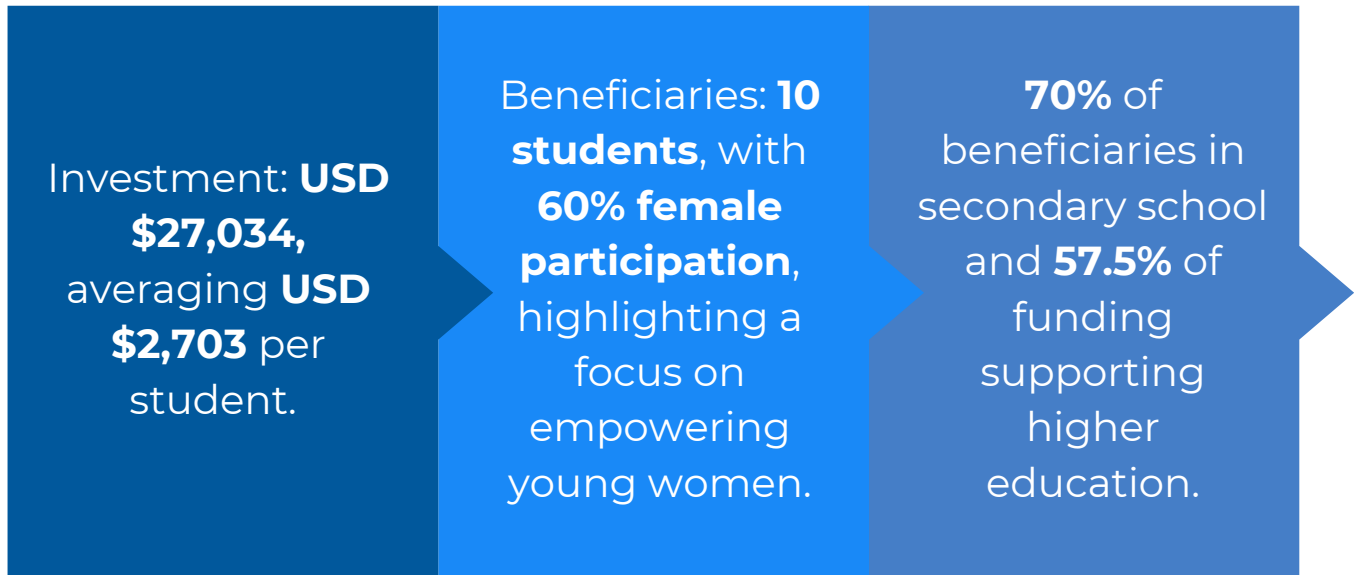 Investment: USD
$27,034,
averaging USD
$2,703 per
student.
Beneficiaries: 10
students, with
60% female
participation,
highlighting a
focus on
empowering
young women.
70% of
beneficiaries in
secondary school
and 57.5% of
funding
supporting
higher
education.